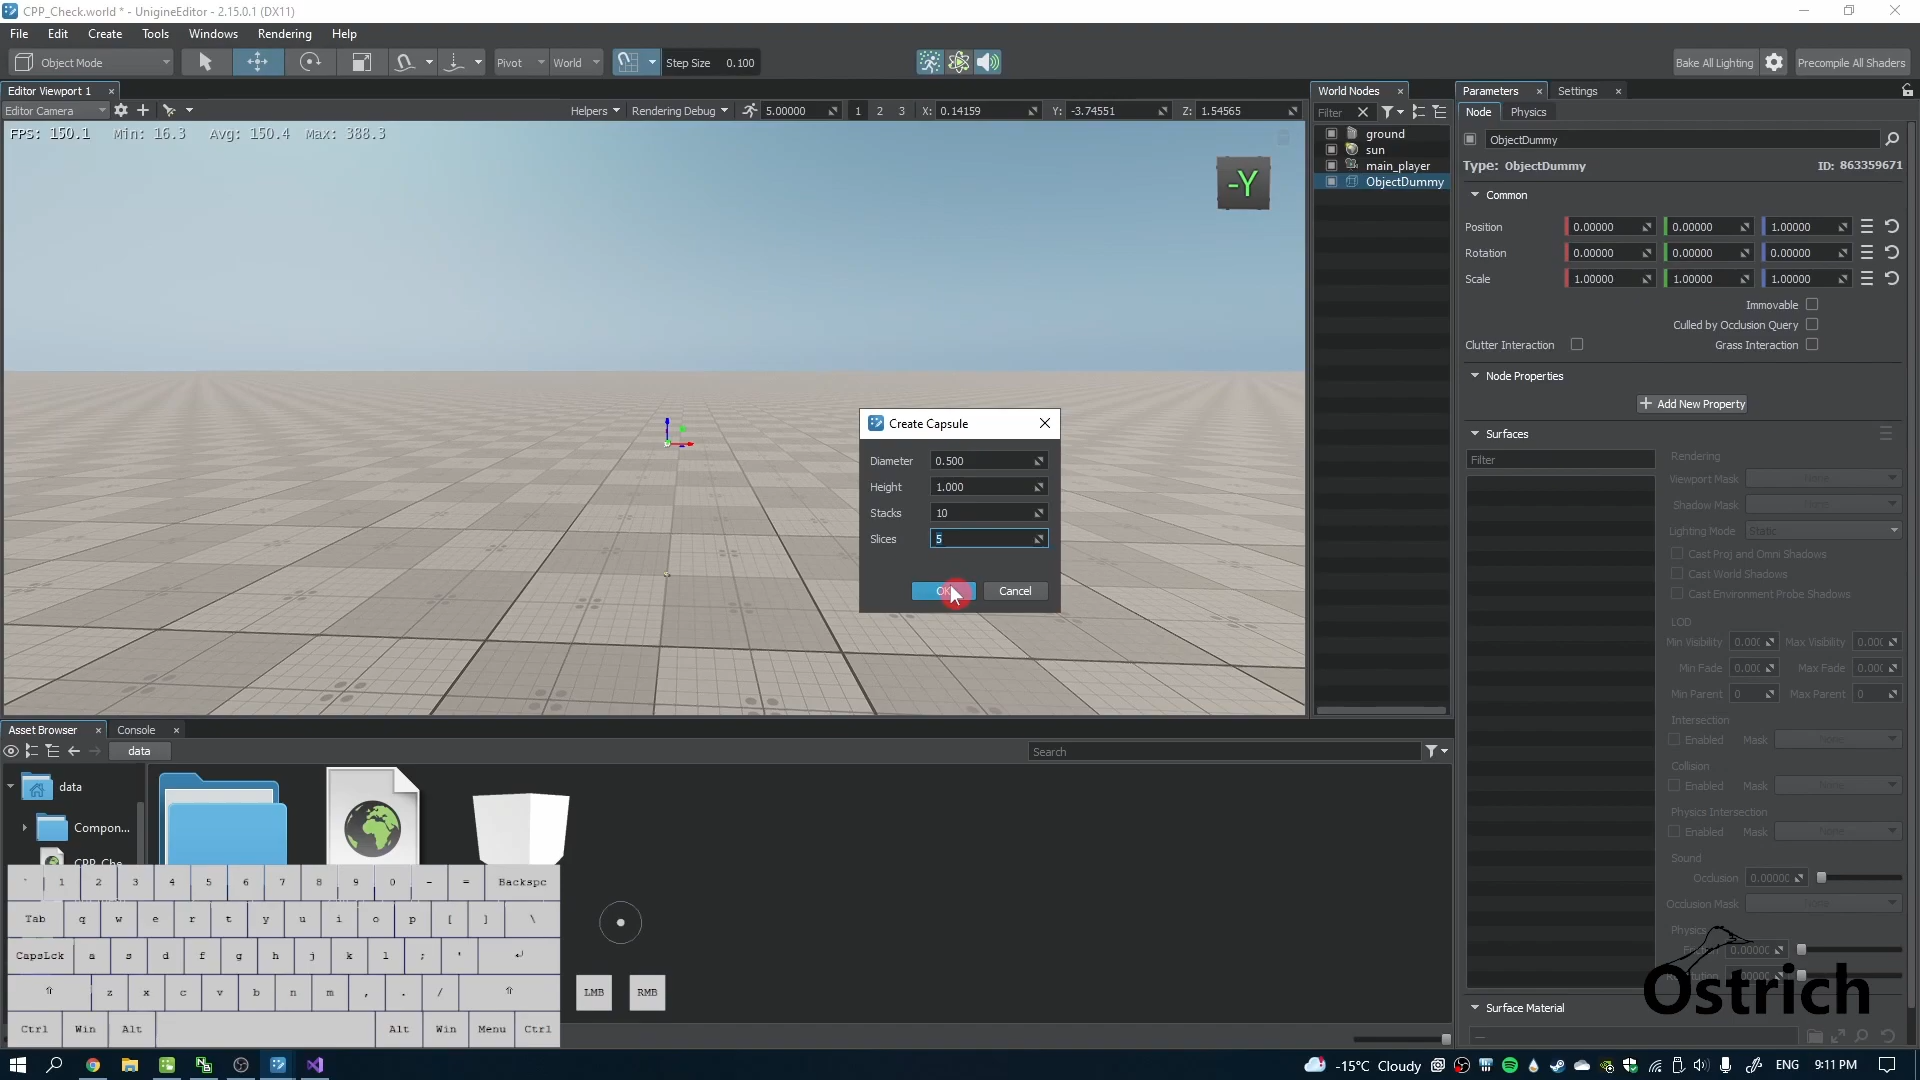 CPP_Check.world * - UnigineEditor - 2.15.0.1 (DX11)
File Edit Create Tools Windows Rendering Help
Object Mode Pivot World Step Size 0.100 Bake All Lighting Precompile All Shaders
Editor Viewport 1
Editor Camera Helpers Rendering Debug 5.00000 1 2 3 X: 0.14159 Y: -3.74551 Z: 1.54565
FPS: 150.1 Min: 16.3 Avg: 150.4 Max: 388.3
-Y
World Nodes
Filter
ground
sun
main_player
ObjectDummy
Parameters Settings
Node Physics
ObjectDummy
Type: ObjectDummy ID: 863359671
Common
Position 0.00000 0.00000 1.00000
Rotation 0.00000 0.00000 0.00000
Scale 1.00000 1.00000 1.00000
Immovable
Culled by Occlusion Query
Clutter Interaction Grass Interaction
Node Properties
Add New Property
Surfaces
Filter
Rendering
Viewport Mask None
Shadow Mask None
Lighting Mode Static
Cast Proj and Omni Shadows
Cast World Shadows
Cast Environment Probe Shadows
LOD
Min Visibility 0.000 Max Visibility 0.000
Min Fade 0.000 Max Fade 0.000
Min Parent 0 Max Parent 0
Intersection
Enabled Mask None
Collision
Enabled Mask None
Physics Intersection
Enabled Mask None
Sound
Occlusion 0.00000
Occlusion Mask None
Physics
0.00000
Ostrich
Surface Material
Create Capsule
Diameter 0.500
Height 1.000
Stacks 10
Slices 5
OK Cancel
Asset Browser Console
data Search
data
Compon...
CPP_Che
` 1 2 3 4 5 6 7 8 9 0 - = Backspc
Tab q w e r t y u i o p [ ] \
CapsLck a s d f g h j k l ; '
z x c v b n m , . /
Ctrl Win Alt Alt Win Menu Ctrl
LMB RMB
-15°C Cloudy ENG 9:11 PM